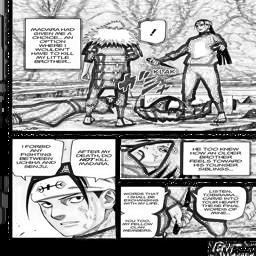 MADARA HAD
GIVEN ME A
CHOICE... AN
OPTION
WHERE I
WOULDN'T
HAVE TO KILL
MY LITTLE
BROTHER...
!
KLAK
I FORBID
ANY
FIGHTING
BETWEEN
UCHIHA AND
SENJU.
AFTER MY
DEATH, DO
NOT KILL
MADARA.
HE TOO KNEW
HOW AN OLDER
BROTHER
FEELS TOWARD
HIS YOUNGER
SIBLINGS...
WORDS THAT
I SHALL BE
EXCHANGING
WITH MY LIFE.
YOU TOO,
MY FELLOW
CLAN
MEMBERS.
LISTEN,
TOBIRAMA...
CARVE INTO
YOUR HEART
THESE FINAL
WORDS OF
MINE.